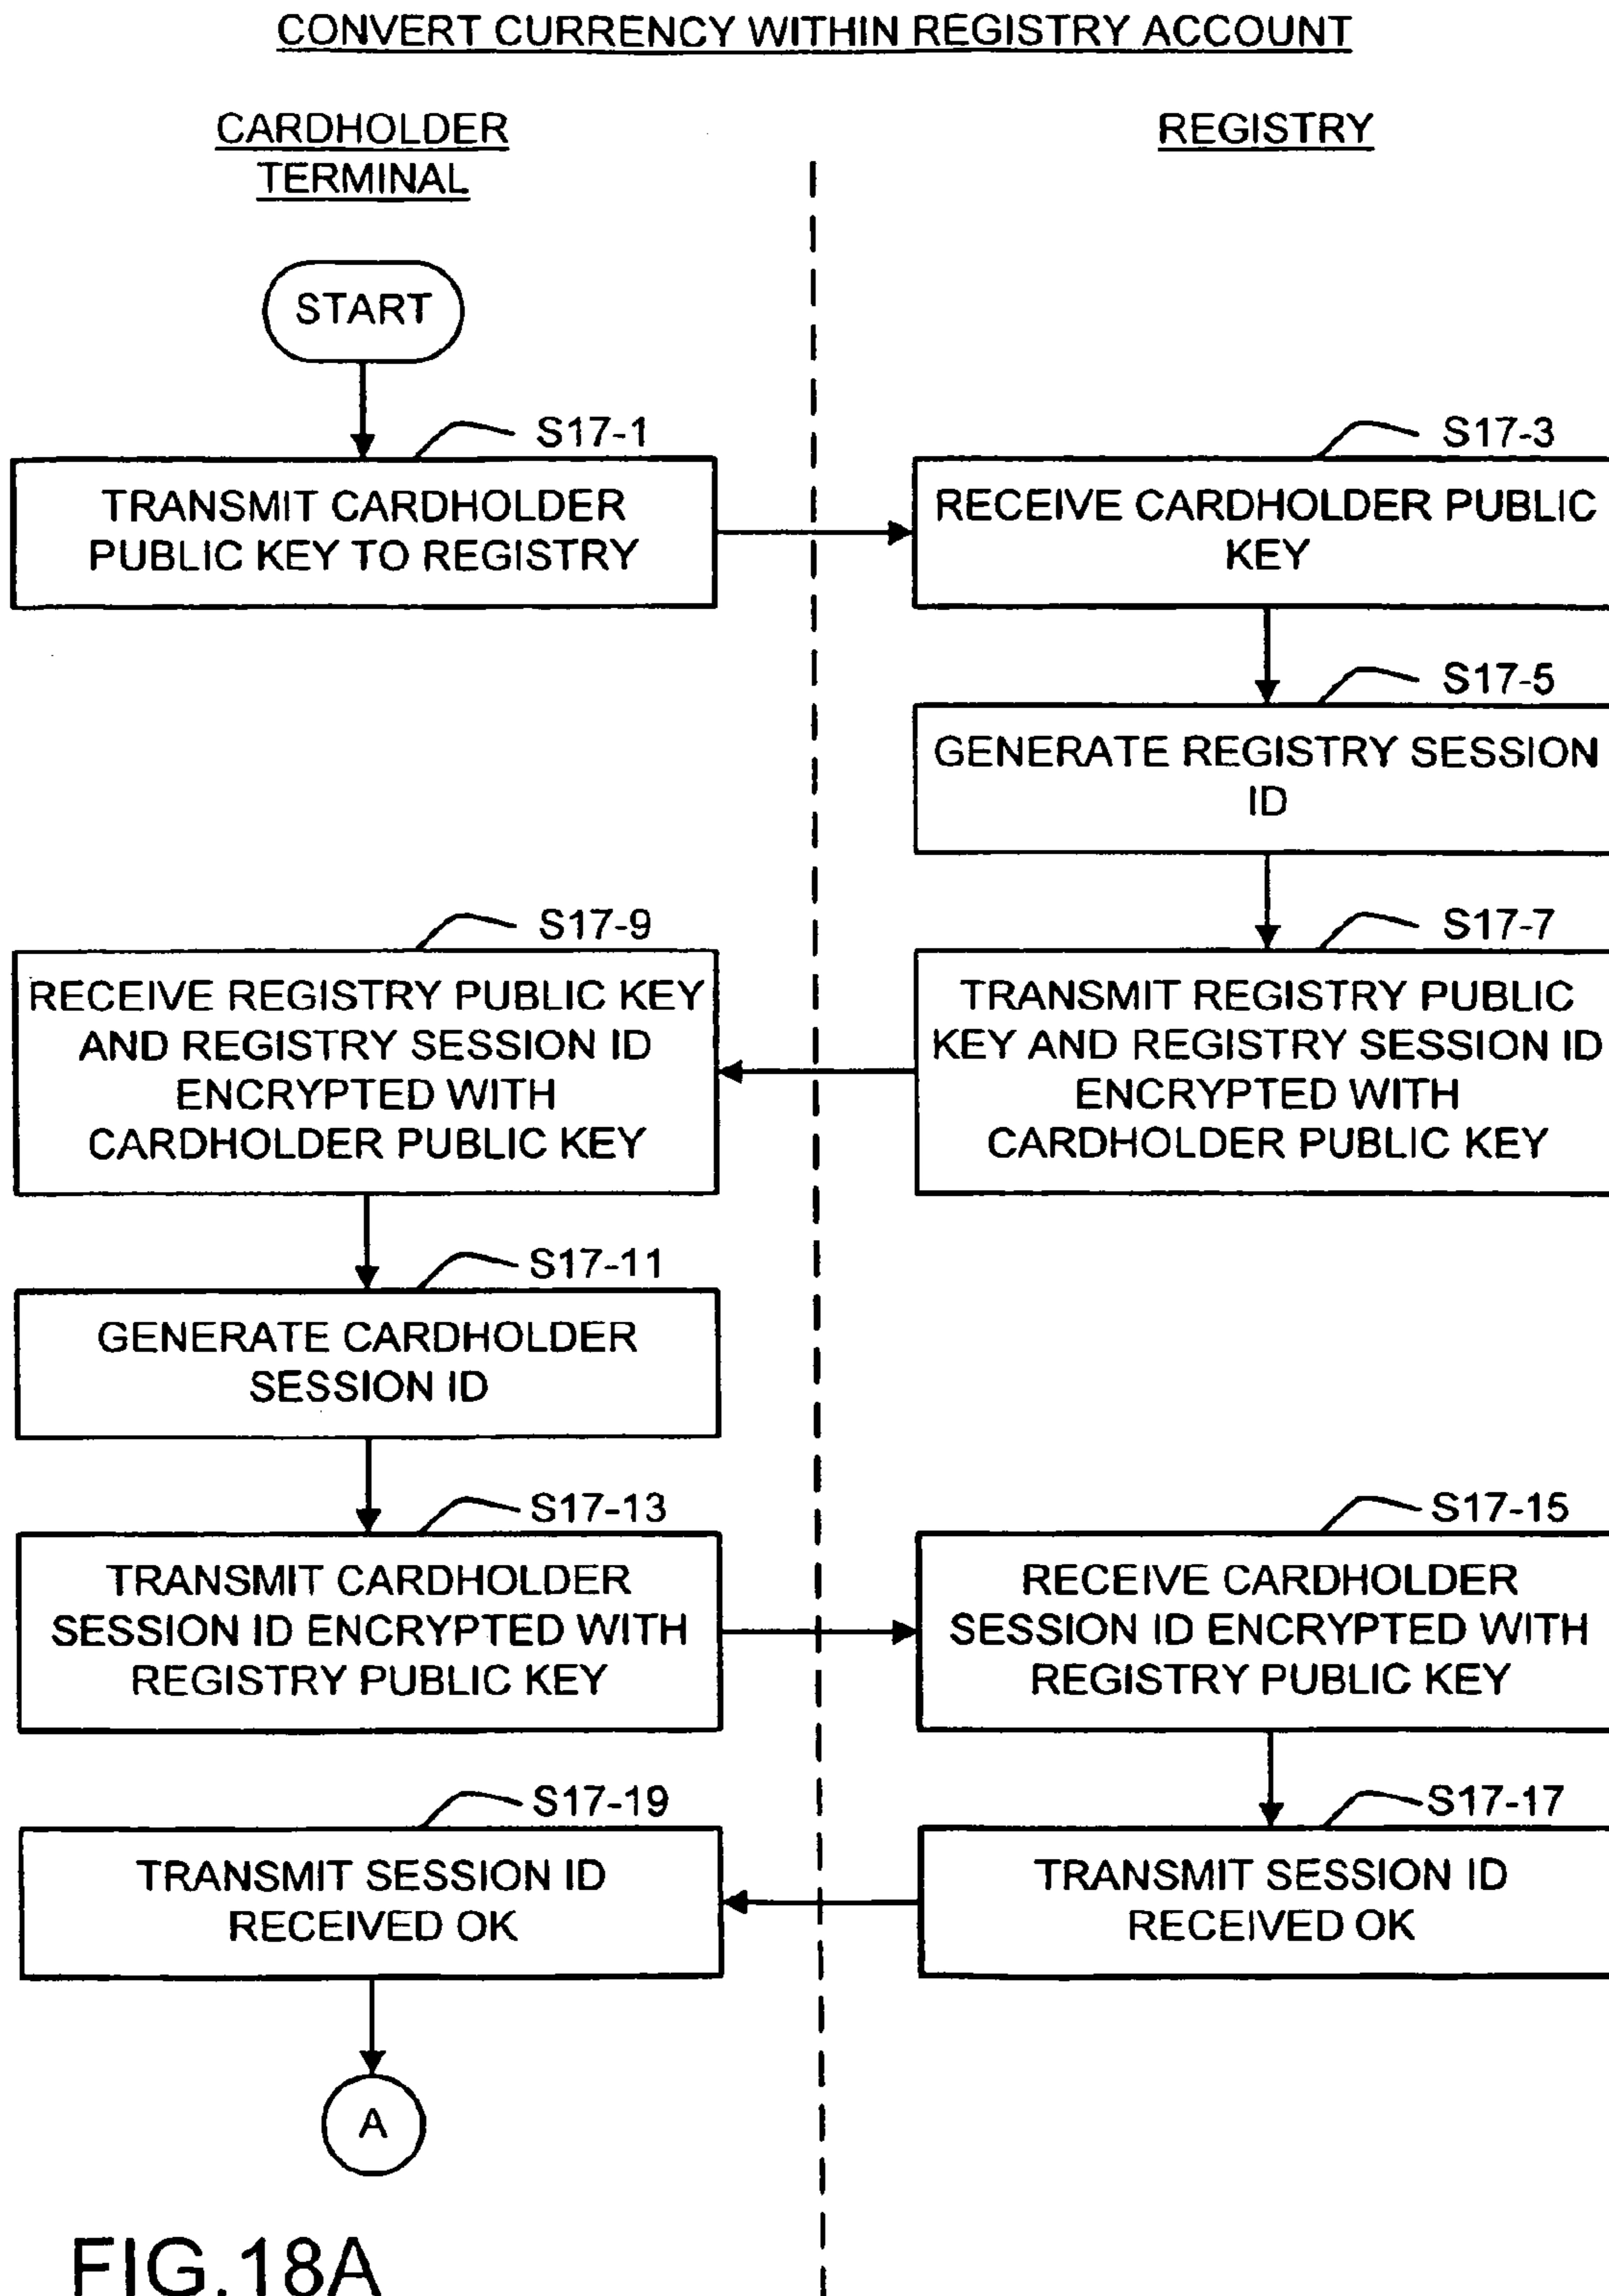 CONVERT CURRENCY WITHIN REGISTRY ACCOUNT
CARDHOLDER
TERMINAL
REGISTRY
START
S17-1
TRANSMIT CARDHOLDER
PUBLIC KEY TO REGISTRY
S17-3
RECEIVE CARDHOLDER PUBLIC
KEY
S17-5
GENERATE REGISTRY SESSION
ID
S17-7
TRANSMIT REGISTRY PUBLIC
KEY AND REGISTRY SESSION ID
ENCRYPTED WITH
CARDHOLDER PUBLIC KEY
S17-9
RECEIVE REGISTRY PUBLIC KEY
AND REGISTRY SESSION ID
ENCRYPTED WITH
CARDHOLDER PUBLIC KEY
S17-11
GENERATE CARDHOLDER
SESSION ID
S17-13
TRANSMIT CARDHOLDER
SESSION ID ENCRYPTED WITH
REGISTRY PUBLIC KEY
S17-15
RECEIVE CARDHOLDER
SESSION ID ENCRYPTED WITH
REGISTRY PUBLIC KEY
S17-17
TRANSMIT SESSION ID
RECEIVED OK
S17-19
TRANSMIT SESSION ID
RECEIVED OK
A
FIG.18A